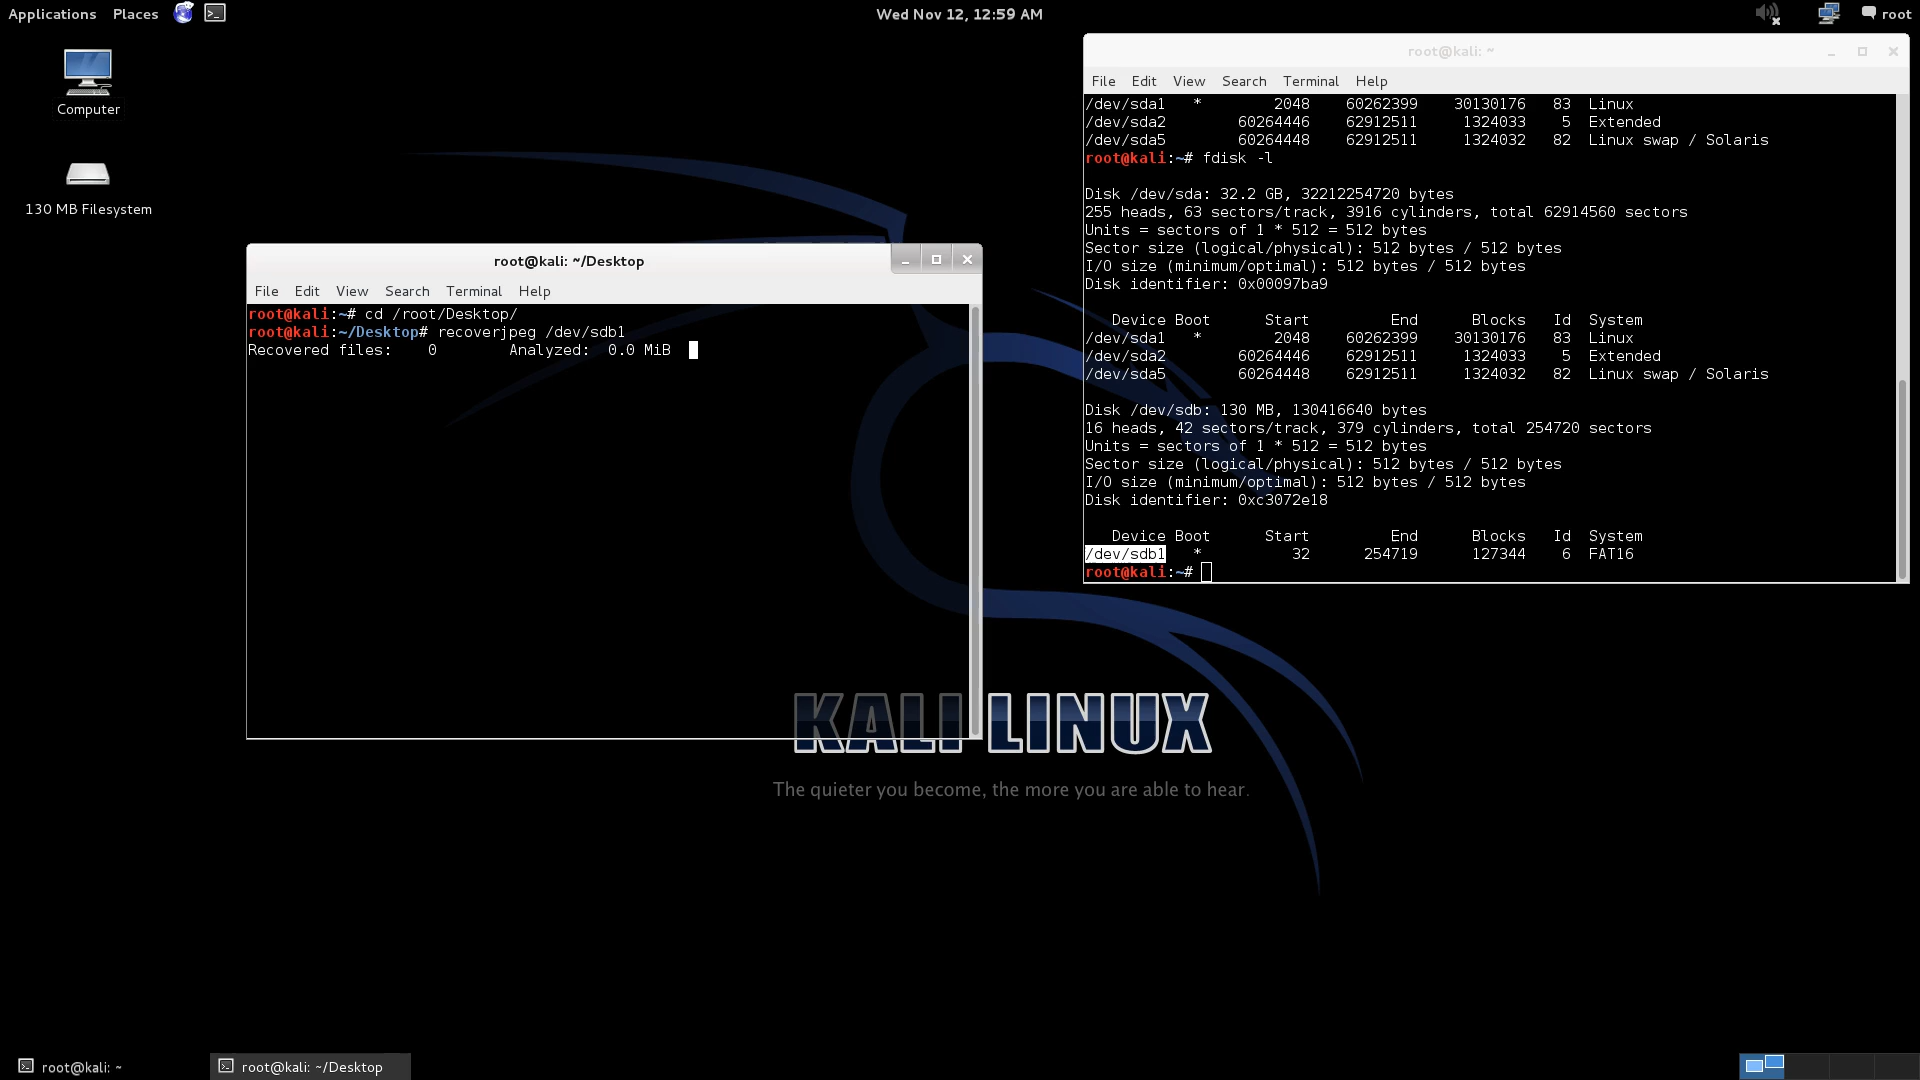 Applications Places Wed Nov 12, 12:59 AM root
Computer
130 MB Filesystem
root@kali: ~/Desktop
File Edit View Search Terminal Help
root@kali:~# cd /root/Desktop/
root@kali:~/Desktop# recoverjpeg /dev/sdb1
Recovered files: 0 Analyzed: 0.0 MiB
root@kali: ~
File Edit View Search Terminal Help
/dev/sda1 * 2048 60262399 30130176 83 Linux
/dev/sda2 60264446 62912511 1324033 5 Extended
/dev/sda5 60264448 62912511 1324032 82 Linux swap / Solaris
root@kali:~# fdisk -l
Disk /dev/sda: 32.2 GB, 32212254720 bytes
255 heads, 63 sectors/track, 3916 cylinders, total 62914560 sectors
Units = sectors of 1 * 512 = 512 bytes
Sector size (logical/physical): 512 bytes / 512 bytes
I/O size (minimum/optimal): 512 bytes / 512 bytes
Disk identifier: 0x00097ba9
Device Boot Start End Blocks Id System
/dev/sda1 * 2048 60262399 30130176 83 Linux
/dev/sda2 60264446 62912511 1324033 5 Extended
/dev/sda5 60264448 62912511 1324032 82 Linux swap / Solaris
Disk /dev/sdb: 130 MB, 130416640 bytes
16 heads, 42 sectors/track, 379 cylinders, total 254720 sectors
Units = sectors of 1 * 512 = 512 bytes
Sector size (logical/physical): 512 bytes / 512 bytes
I/O size (minimum/optimal): 512 bytes / 512 bytes
Disk identifier: 0xc3072e18
Device Boot Start End Blocks Id System
/dev/sdb1 * 32 254719 127344 6 FAT16
root@kali:~#
KALI LINUX
The quieter you become, the more you are able to hear.
root@kali: ~ root@kali: ~/Desktop